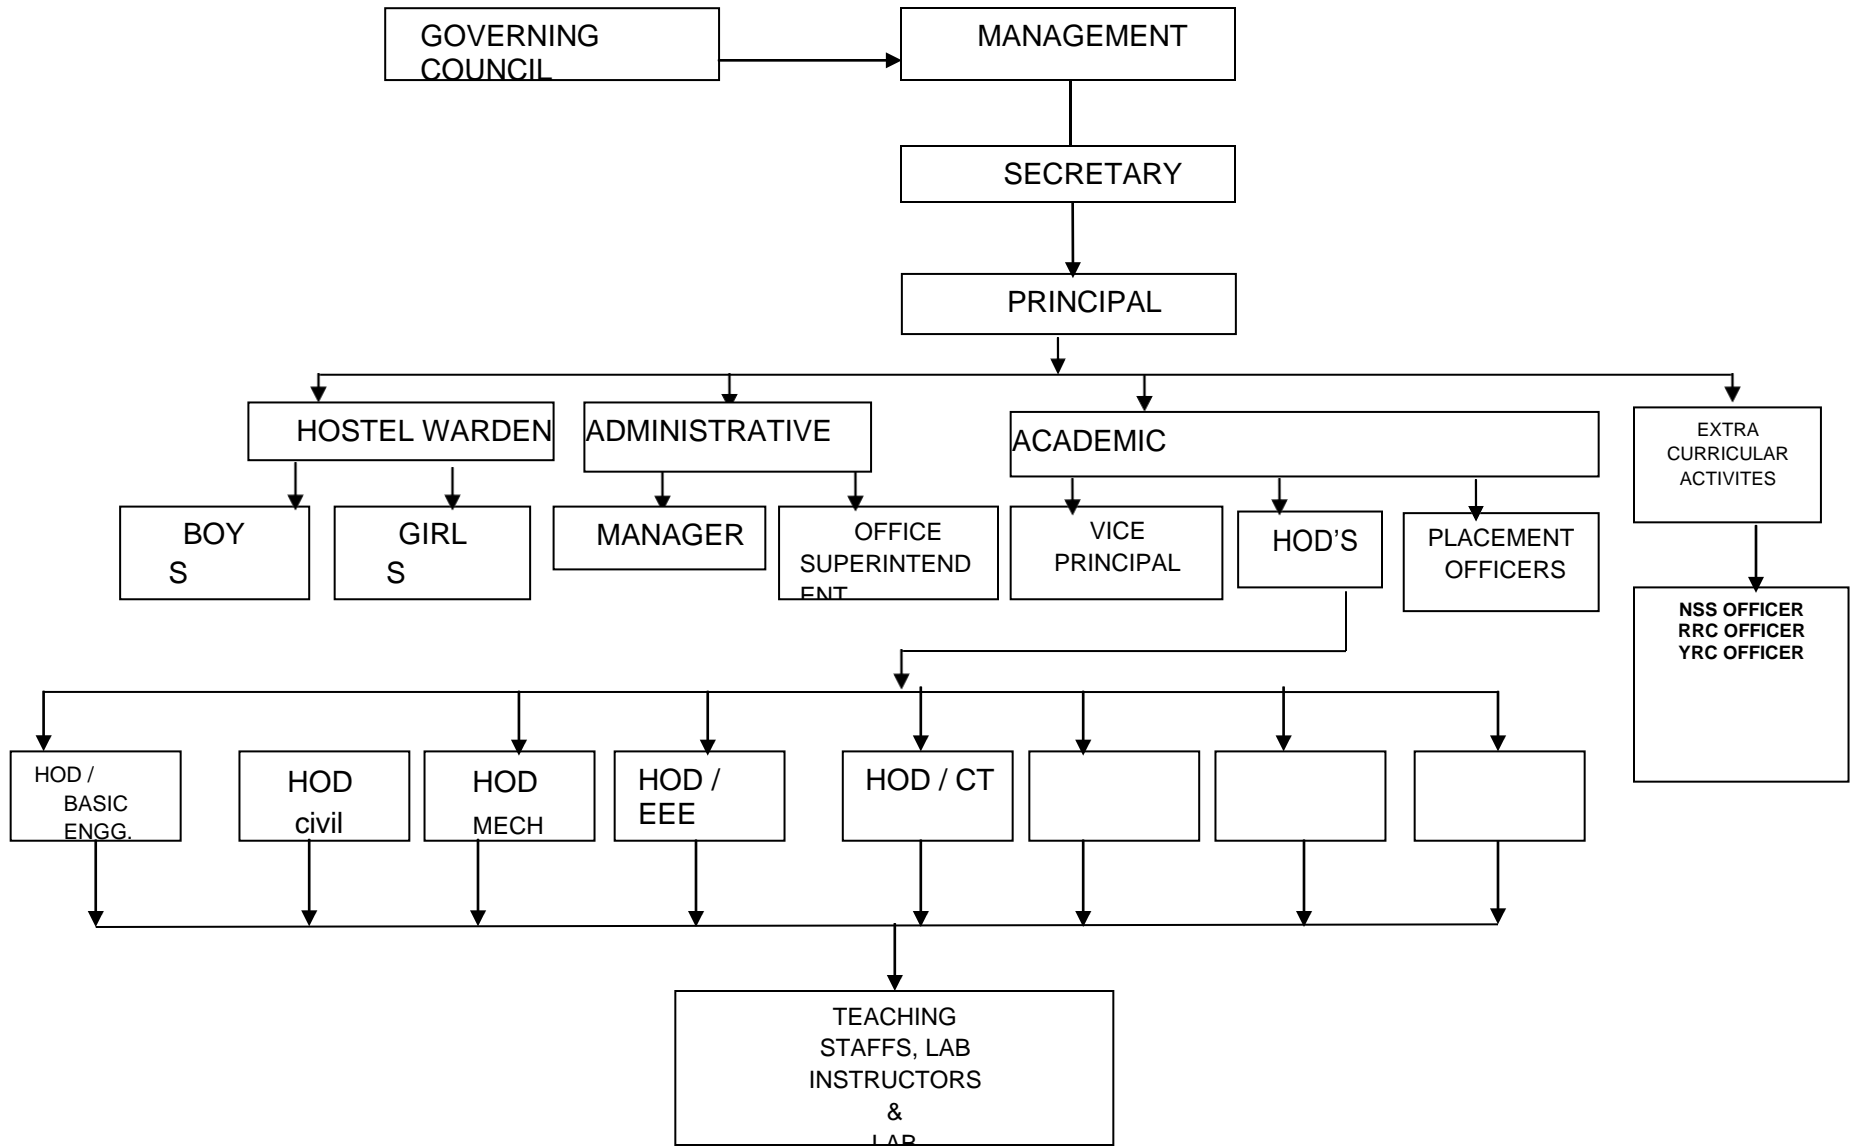 GOVERNING
COUNCIL
MANAGEMENT
SECRETARY
PRINCIPAL
HOSTEL WARDEN
ADMINISTRATIVE
ACADEMIC
EXTRA
CURRICULAR
ACTIVITES
BOY
S
GIRL
S
MANAGER
OFFICE
SUPERINTEND
ENT
VICE
PRINCIPAL
HOD'S
PLACEMENT
OFFICERS
NSS OFFICER
RRC OFFICER
YRC OFFICER
HOD /
BASIC
ENGG.
HOD
civil
HOD
MECH
HOD /
EEE
HOD / CT
TEACHING
STAFFS, LAB
INSTRUCTORS
&
LAB